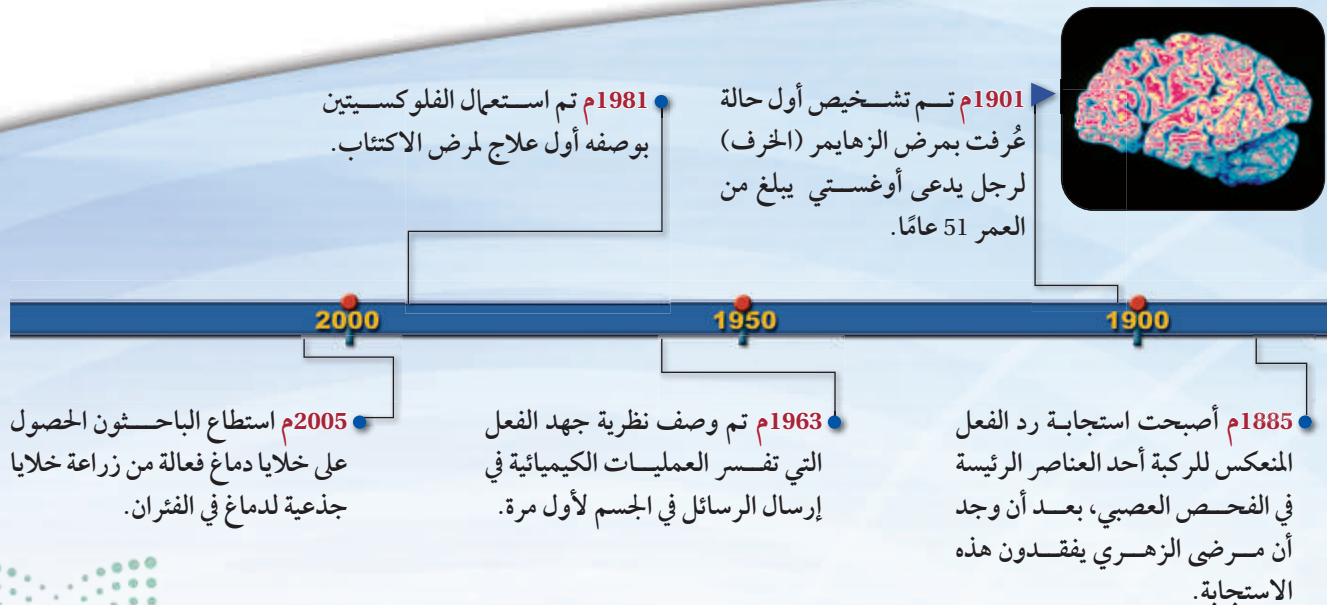 1901م تم تشخيص أول حالة
عُرفت بمرض الزهايمر (الخرف)
لرجل يدعى أوغستي يبلغ من
العمر 51 عامًا.
1981م تم استعمال الفلوكسيتين
بوصفه أول علاج لمرض الاكتئاب.
1900
1950
2000
1885م أصبحت استجابة رد الفعل
المنعكس للركبة أحد العناصر الرئيسة
في الفحص العصبي، بعد أن وجد
أن مرضى الزهري يفقدون هذه
الاستجابة.
1963م تم وصف نظرية جهد الفعل
التي تفسر العمليات الكيميائية في
إرسال الرسائل في الجسم لأول مرة.
2005م استطاع الباحثون الحصول
على خلايا دماغ فعالة من زراعة خلايا
جذعية لدماغ في الفئران.